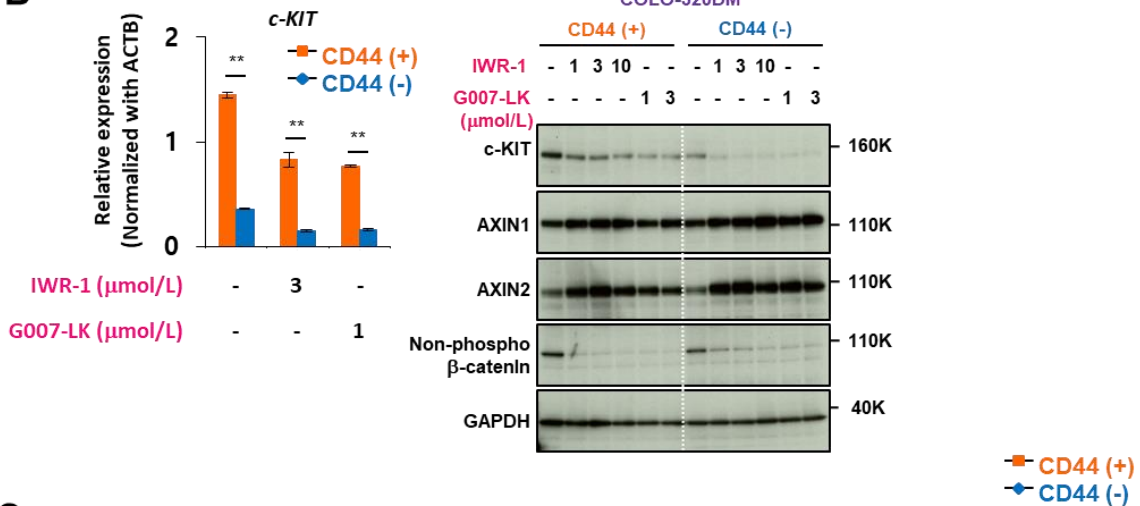 c-KIT
Relative expression
(Normalized with ACTB)
2
1
0
**
**
**
CD44 (+)
CD44 (-)
IWR-1 (μmol/L) - 3 -
G007-LK (μmol/L) - - 1
COLO-320DM
CD44 (+) CD44 (-)
IWR-1 - 1 3 10 - - - 1 3 10 - -
G007-LK - - - - 1 3 - - - - 1 3
(μmol/L)
c-KIT 160K
AXIN1 110K
AXIN2 110K
Non-phospho 110K
β-catenin
GAPDH 40K
CD44 (+)
CD44 (-)